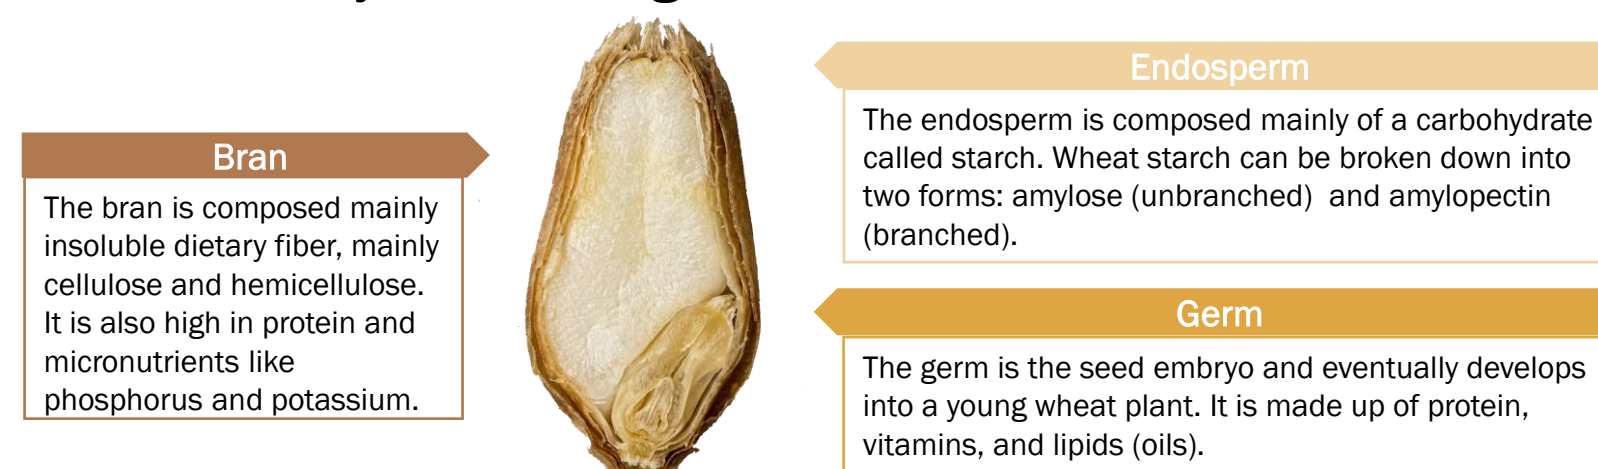 Bran
The bran is composed mainly
insoluble dietary fiber, mainly
cellulose and hemicellulose.
It is also high in protein and
micronutrients like
phosphorus and potassium.
Endosperm
The endosperm is composed mainly of a carbohydrate
called starch. Wheat starch can be broken down into
two forms: amylose (unbranched)  and amylopectin
(branched).
Germ
The germ is the seed embryo and eventually develops
into a young wheat plant. It is made up of protein,
vitamins, and lipids (oils).